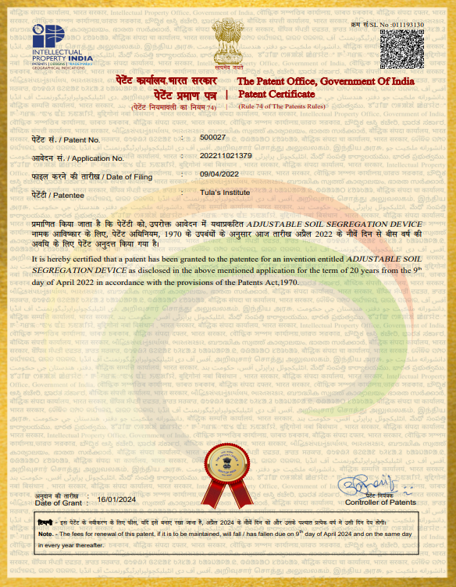 क्रम सं/SL No :011193130
INTELLECTUAL
PROPERTY INDIA
PATENTS | DESIGNS | TRADE MARKS
GEOGRAPHICAL INDICATIONS
सत्यमेव जयते
पेटेंट कार्यालय,भारत सरकार The Patent Office, Government Of India
पेटेंट प्रमाण पत्र Patent Certificate
(पेटेंट नियमावली का नियम 74) (Rule 74 of The Patents Rules)
पेटेंट सं. / Patent No. : 500027
आवेदन सं. / Application No. : 202211021379
फाइल करने की तारीख / Date of Filing : 09/04/2022
पेटेंटी / Patentee : Tula's Institute
प्रमाणित किया जाता है कि पेटेंटी को, उपरोक्त आवेदन में यथाप्रकटित ADJUSTABLE SOIL SEGREGATION DEVICE
नामक आविष्कार के लिए, पेटेंट अधिनियम, 1970 के उपबंधों के अनुसार आज तारीख अप्रैल 2022 के नौवें दिन से बीस वर्ष की
अवधि के लिए पेटेंट अनुदत्त किया गया है।
It is hereby certified that a patent has been granted to the patentee for an invention entitled ADJUSTABLE SOIL
SEGREGATION DEVICE as disclosed in the above mentioned application for the term of 20 years from the 9th
day of April 2022 in accordance with the provisions of the Patents Act,1970.
अनुदान की तारीख
Date of Grant : 16/01/2024
पेटेंट नियंत्रक
Controller of Patents
टिप्पणी - इस पेटेंट के नवीकरण के लिए फीस, यदि इसे बनाए रखा जाना है, अप्रैल 2024 के नौवें दिन को और उसके पश्चात प्रत्येक वर्ष मे उसी दिन देय होगी।
Note. - The fees for renewal of this patent, if it is to be maintained, will fall / has fallen due on 9th day of April 2024 and on the same day
in every year thereafter.